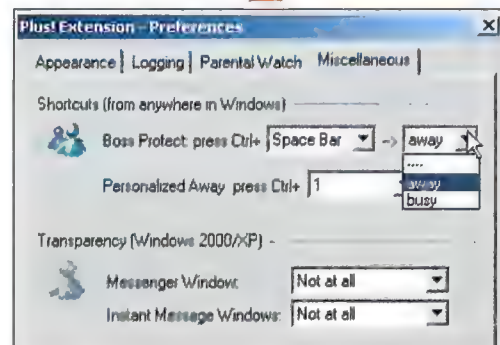 Plus! Extension - Preferences X
Appearance Logging Parental Watch Miscellaneous
Shortcuts (from anywhere in Windows)
Boss Protect: press Ctrl+ Space Bar -> away
....
away
Personalized Away press Ctrl+ 1
busy
Transparency (Windows 2000/XP) -
Messenger Window: Not at all
Instant Message Windows: Not at all